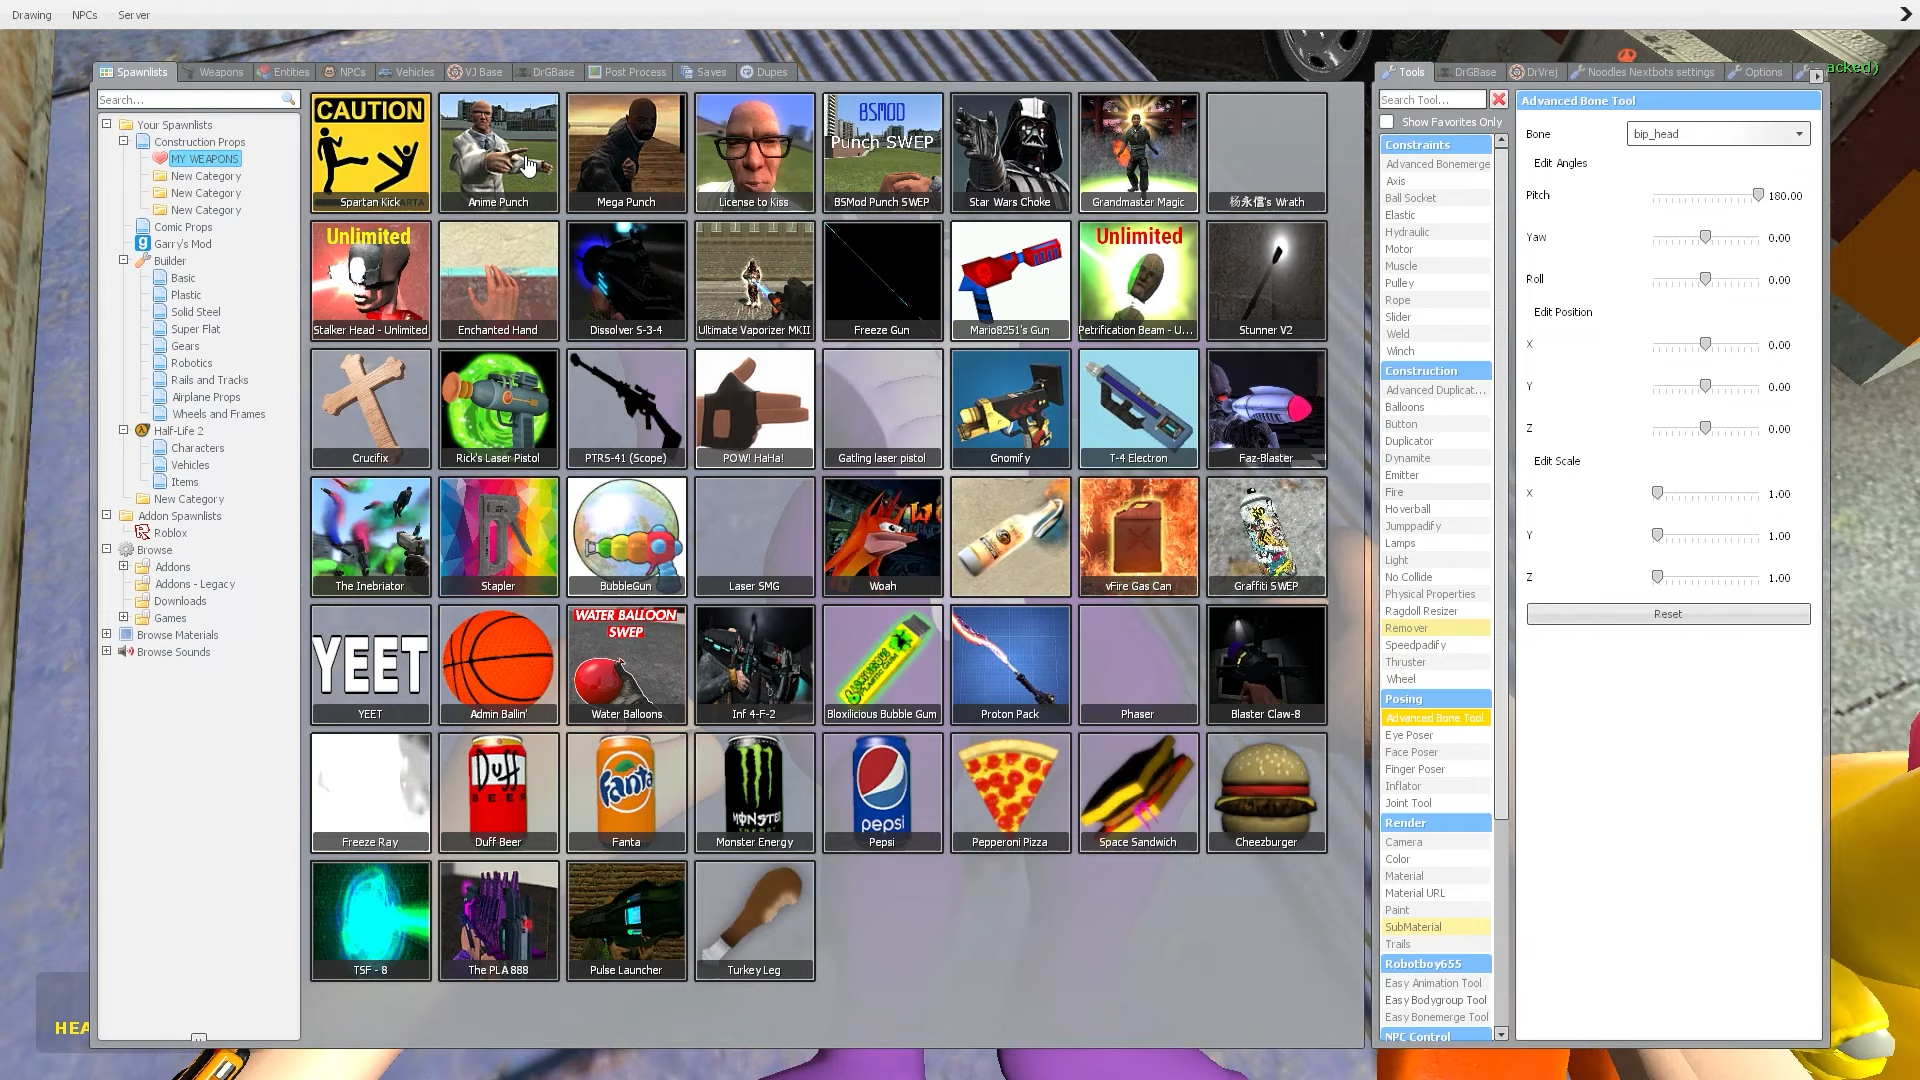 Drawing NPCs Server
acked)
Spawnlists Weapons Entities NPCs Vehicles VJ Base DrGBase Post Process Saves Dupes
Search...
Your Spawnlists
Construction Props
MY WEAPONS
New Category
New Category
New Category
Comic Props
Garry's Mod
Builder
Basic
Plastic
Solid Steel
Super Flat
Gears
Robotics
Rails and Tracks
Airplane Props
Wheels and Frames
Half-Life 2
Characters
Vehicles
Items
New Category
Addon Spawnlists
Roblox
Browse
Addons
Addons - Legacy
Downloads
Games
Browse Materials
Browse Sounds
HEA
CAUTION
Spartan Kick
Anime Punch
Mega Punch
License to Kiss
BSMOD
Punch SWEP
BSMod Punch SWEP
Star Wars Choke
Grandmaster Magic
杨永信's Wrath
Unlimited
Stalker Head - Unlimited
Enchanted Hand
Dissolver S-3-4
Ultimate Vaporizer MKII
Freeze Gun
Mario8251's Gun
Unlimited
Petrification Beam - U...
Stunner V2
Crucifix
Rick's Laser Pistol
PTRS-41 (Scope)
POW! HaHa!
Gatling laser pistol
Gnomify
T-4 Electron
Faz-Blaster
The Inebriator
Stapler
BubbleGun
Laser SMG
Woah
vFire Gas Can
Graffiti SWEP
YEET
YEET
Admin Ballin'
WATER BALLOON
SWEP
Water Balloons
Inf 4-F-2
Bloxilicious Bubble Gum
Proton Pack
Phaser
Blaster Claw-8
Freeze Ray
Duff
BEER
Duff Beer
Fanta
Fanta
MONSTER
Monster Energy
pepsi
Pepsi
Pepperoni Pizza
Space Sandwich
Cheezburger
TSF - 8
The PLA 888
Pulse Launcher
Turkey Leg
Tools DrGBase DrVrej Noodles Nextbots settings Options
Search Tool...
Show Favorites Only
Constraints
Advanced Bonemerge
Axis
Ball Socket
Elastic
Hydraulic
Motor
Muscle
Pulley
Rope
Slider
Weld
Winch
Construction
Advanced Duplicat...
Balloons
Button
Duplicator
Dynamite
Emitter
Fire
Hoverball
Jumppadify
Lamps
Light
No Collide
Physical Properties
Ragdoll Resizer
Remover
Speedpadify
Thruster
Wheel
Posing
Advanced Bone Tool
Eye Poser
Face Poser
Finger Poser
Inflator
Joint Tool
Render
Camera
Color
Material
Material URL
Paint
SubMaterial
Trails
Robotboy655
Easy Animation Tool
Easy Bodygroup Tool
Easy Bonemerge Tool
NPC Control
Advanced Bone Tool
Bone bip_head
Edit Angles
Pitch 180.00
Yaw 0.00
Roll 0.00
Edit Position
X 0.00
Y 0.00
Z 0.00
Edit Scale
X 1.00
Y 1.00
Z 1.00
Reset